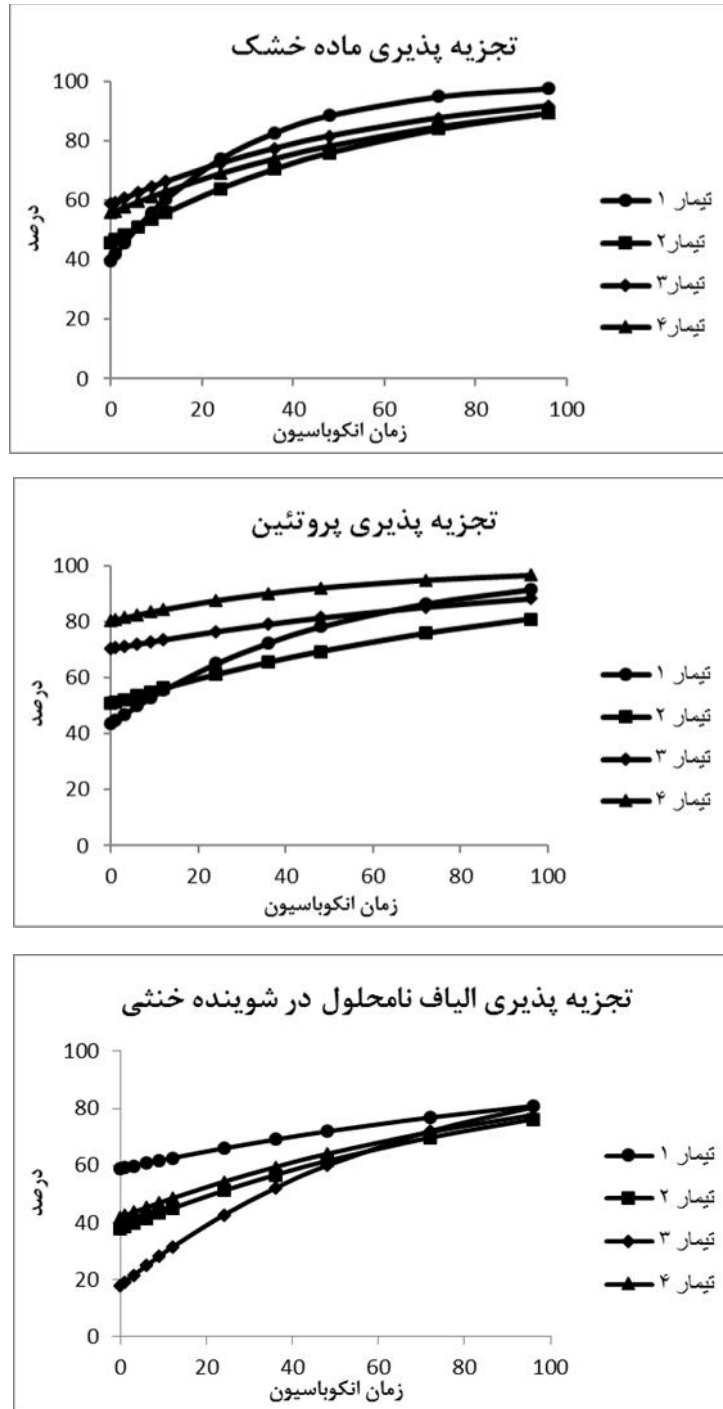 تجزیه پذیری ماده خشک
100
80
60
40
20
0
درصد
0 20 40 60 80 100
زمان انکوباسیون
تیمار ۱
تیمار۲
تیمار۳
تیمار۴
تجزیه پذیری پروتئین
100
80
60
40
20
0
درصد
0 20 40 60 80 100
زمان انکوباسیون
تیمار ۱
تیمار ۲
تیمار ۳
تیمار ۴
تجزیه پذیری الیاف نامحلول در شوینده خنثی
100
80
60
40
20
0
درصد
0 20 40 60 80 100
زمان انکوباسیون
تیمار ۱
تیمار ۲
تیمار ۳
تیمار ۴